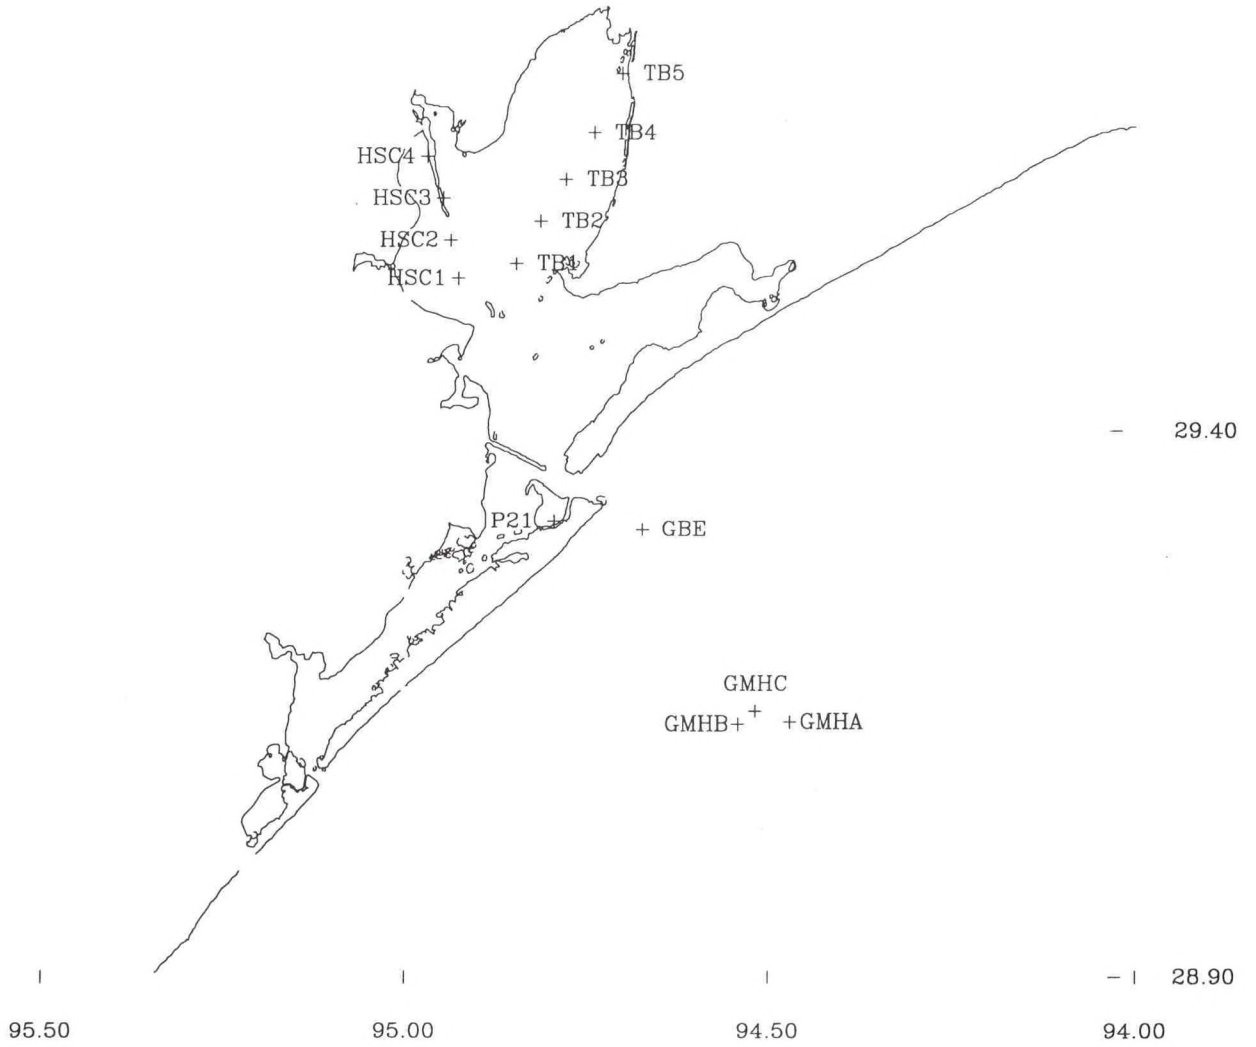 + TB5
+ TB4
HSC4 +
+ TB3
HSC3 +
+ TB2
HSC2 +
+ TB1
HSC1 +
29.40
P21 +
+ GBE
GMHC
+
GMHB + + GMHA
28.90
95.50 95.00 94.50 94.00